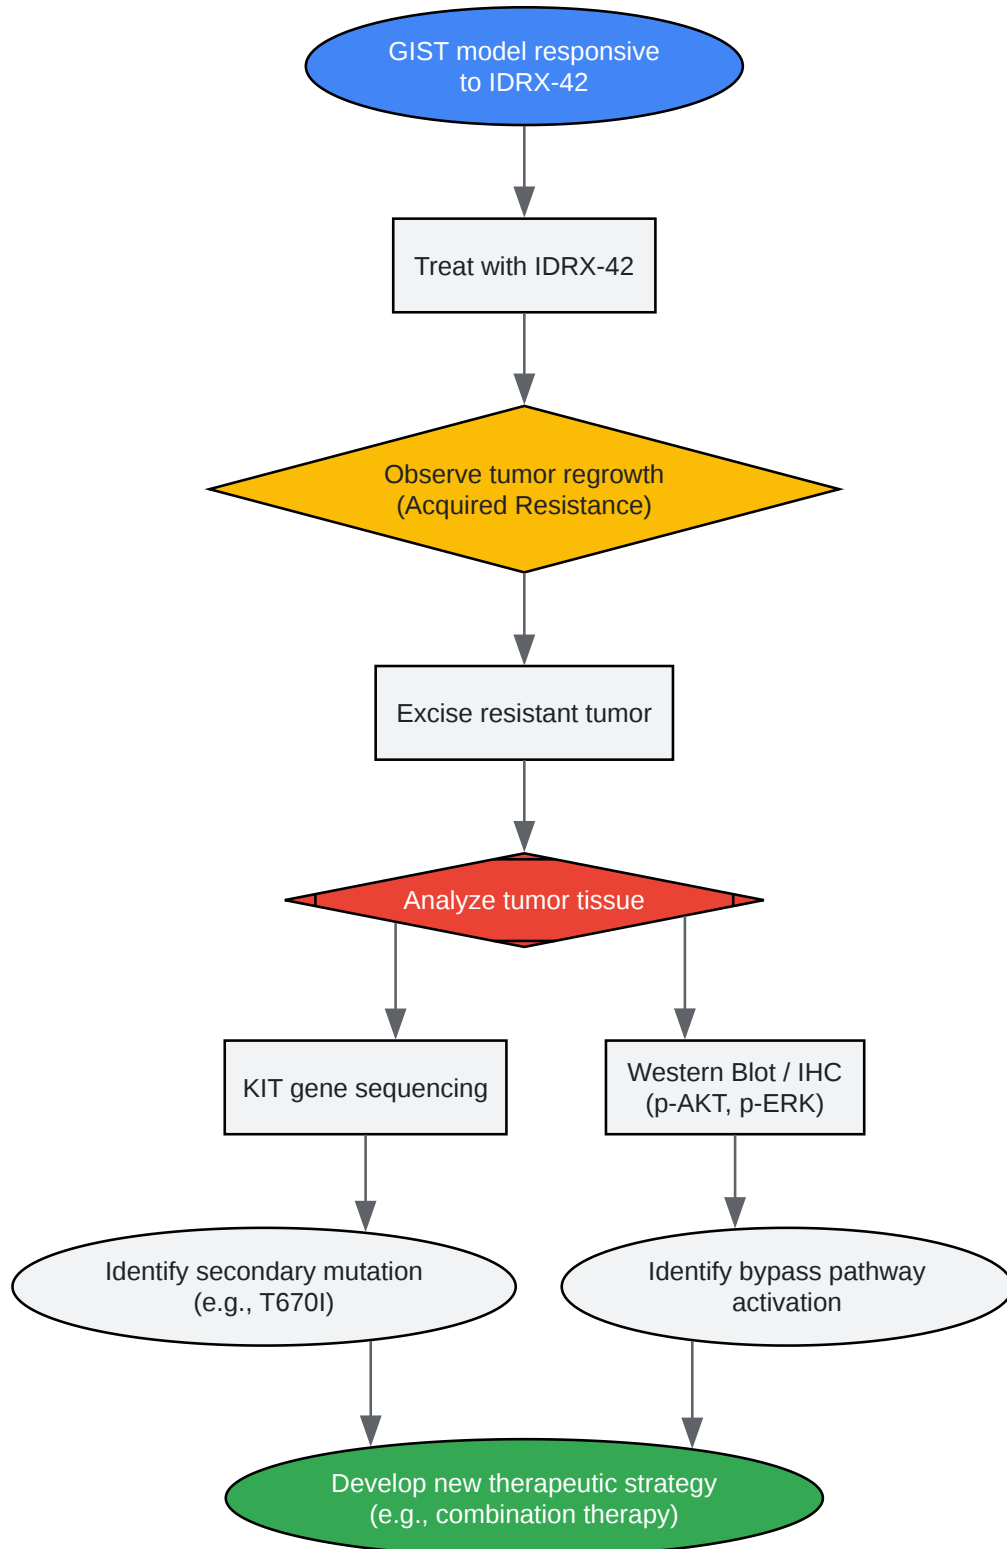 GIST model responsive
to IDRX-42
Treat with IDRX-42
Observe tumor regrowth
(Acquired Resistance)
Excise resistant tumor
Analyze tumor tissue
KIT gene sequencing
Western Blot / IHC
(p-AKT, p-ERK)
Identify secondary mutation
(e.g., T670I)
Identify bypass pathway
activation
Develop new therapeutic strategy
(e.g., combination therapy)